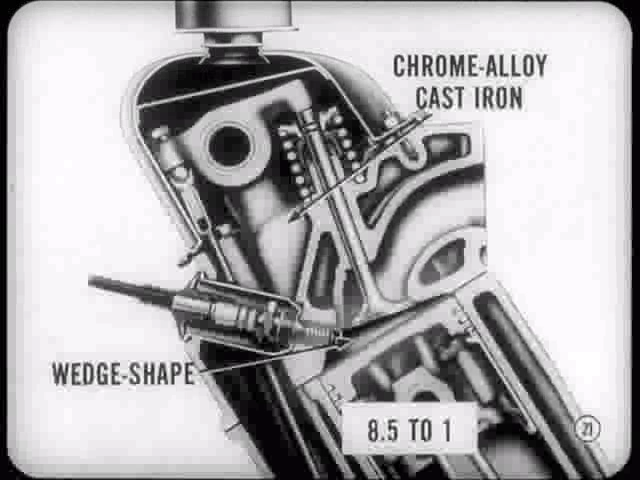 CHROME-ALLOY
CAST IRON
WEDGE-SHAPE
8.5 TO 1
21